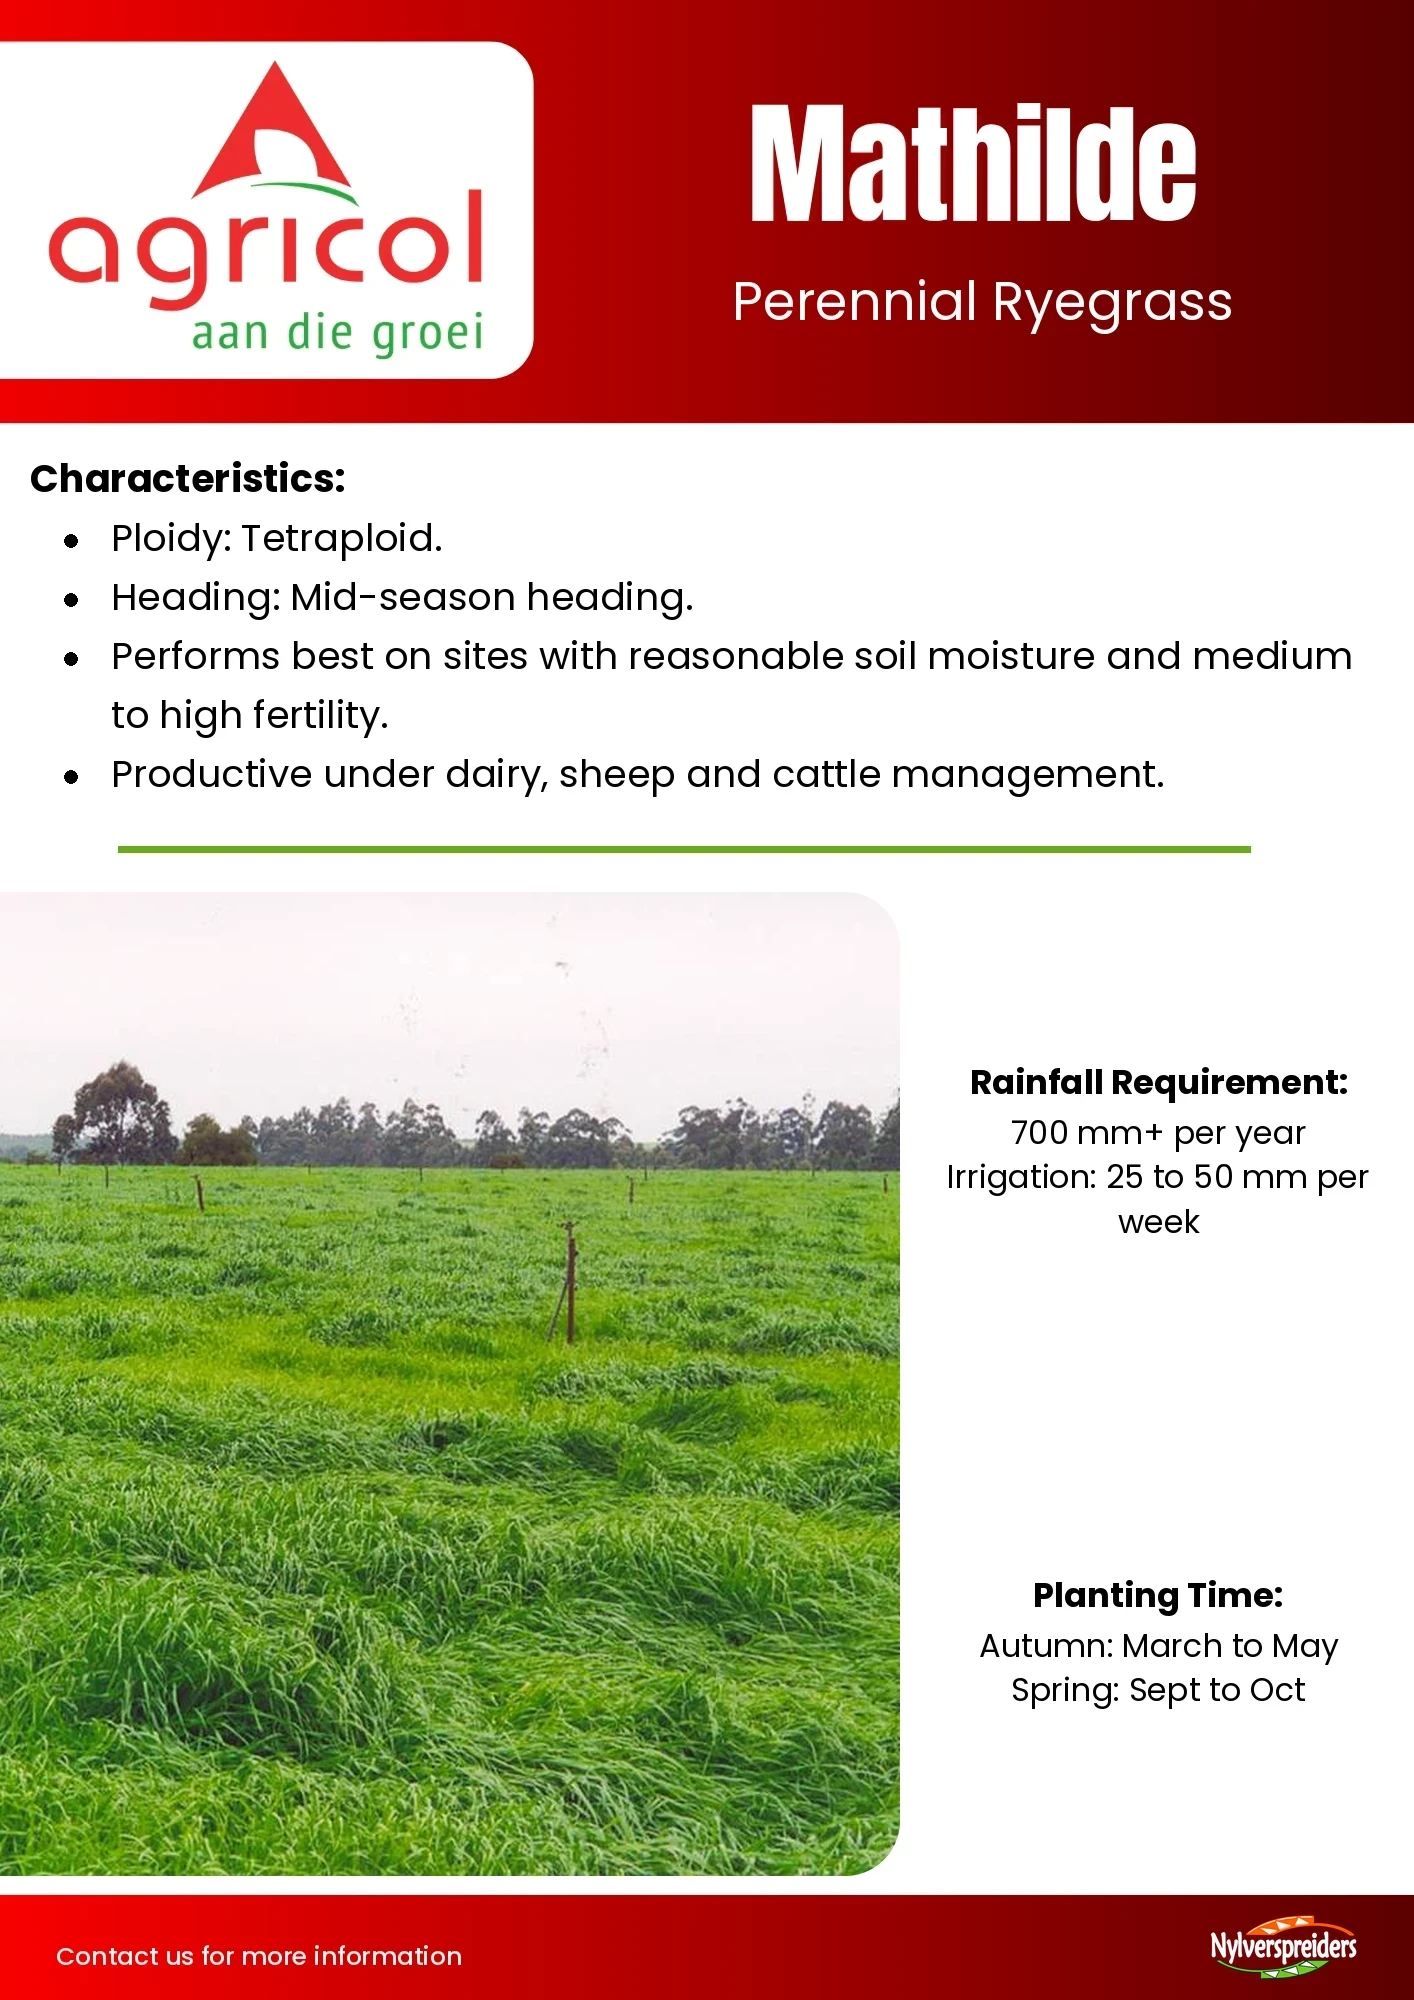 agricol
aan die groei
Mathilde
Perennial Ryegrass
Characteristics:
Ploidy: Tetraploid.
Heading: Mid-season heading.
Performs best on sites with reasonable soil moisture and medium
to high fertility.
Productive under dairy, sheep and cattle management.
Rainfall Requirement:
700 mm+ per year
Irrigation: 25 to 50 mm per
week
Planting Time:
Autumn: March to May
Spring: Sept to Oct
Contact us for more information
Nylverspreiders